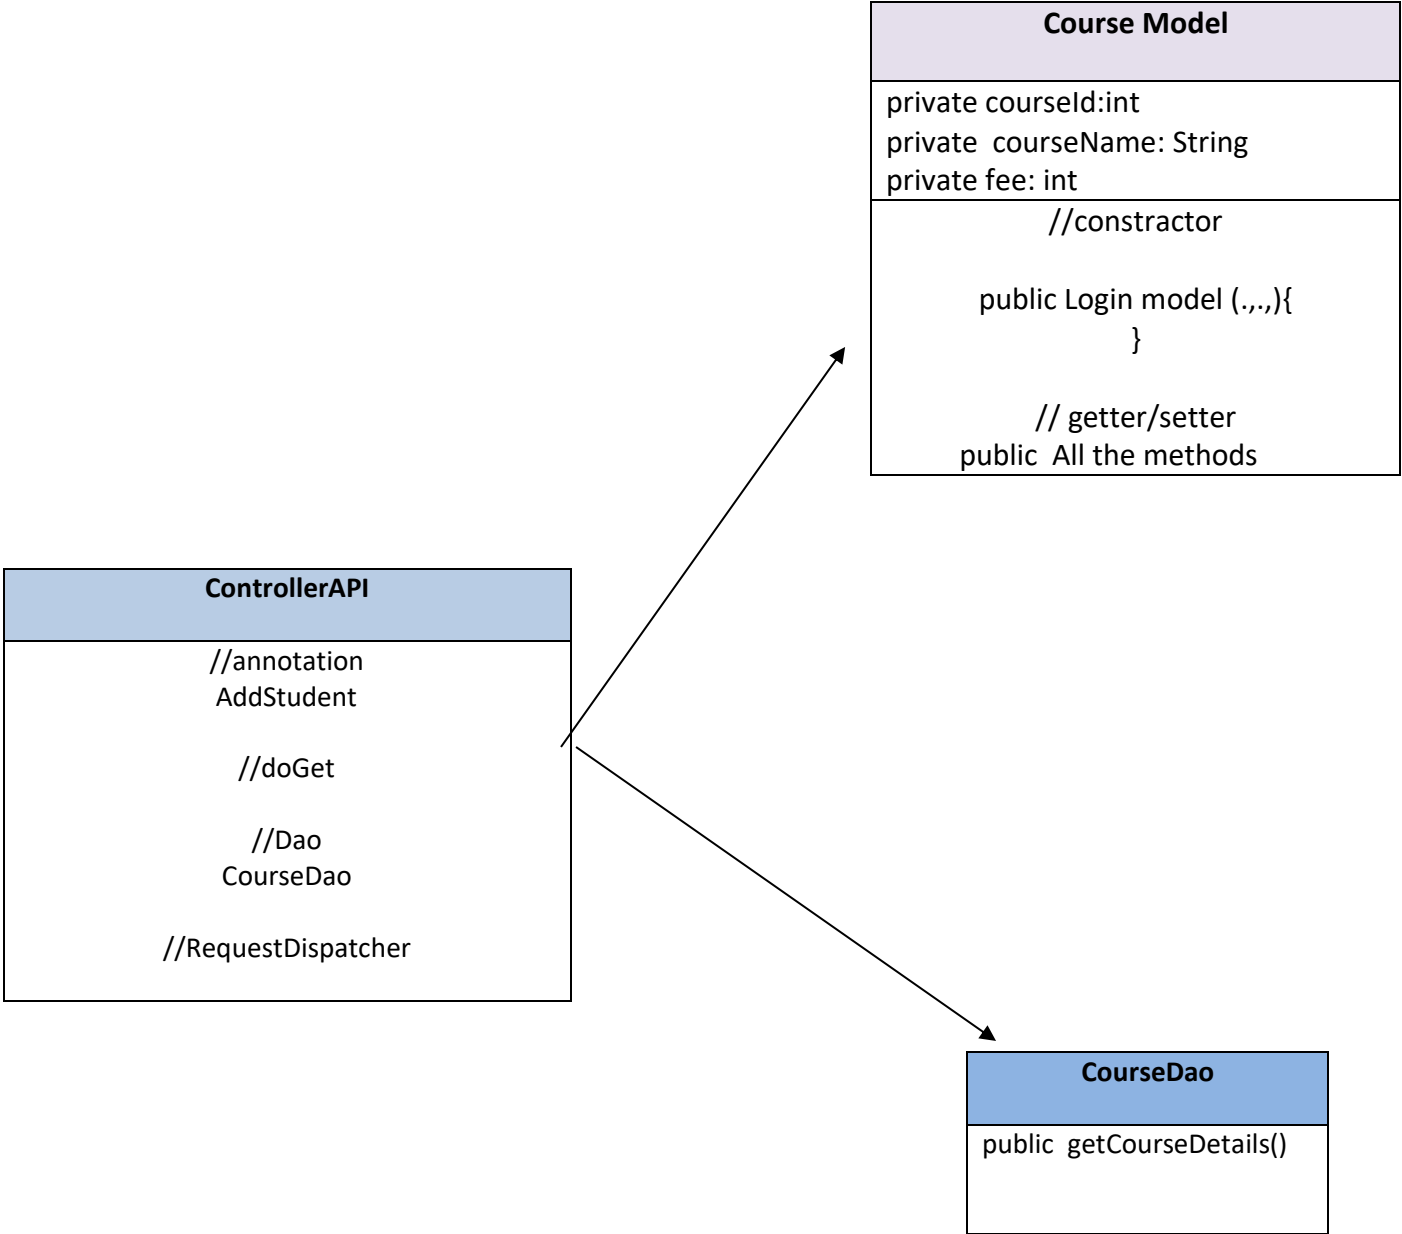 Course Model
private courseId:int
private  courseName: String
private fee: int
//constractor
public Login model (.,.,){
}
// getter/setter
public  All the methods
ControllerAPI
//annotation
AddStudent
//doGet
//Dao
CourseDao
//RequestDispatcher
CourseDao
public  getCourseDetails()